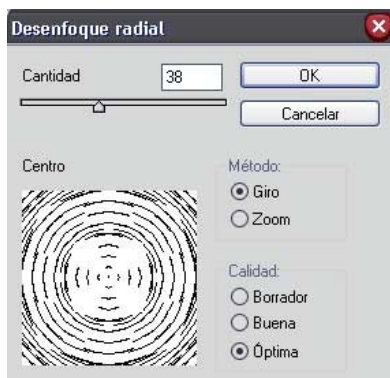 Desenfoque radial
Cantidad 38 OK
Cancelar
Centro Método:
Giro
Zoom
Calidad:
Borrador
Buena
Óptima